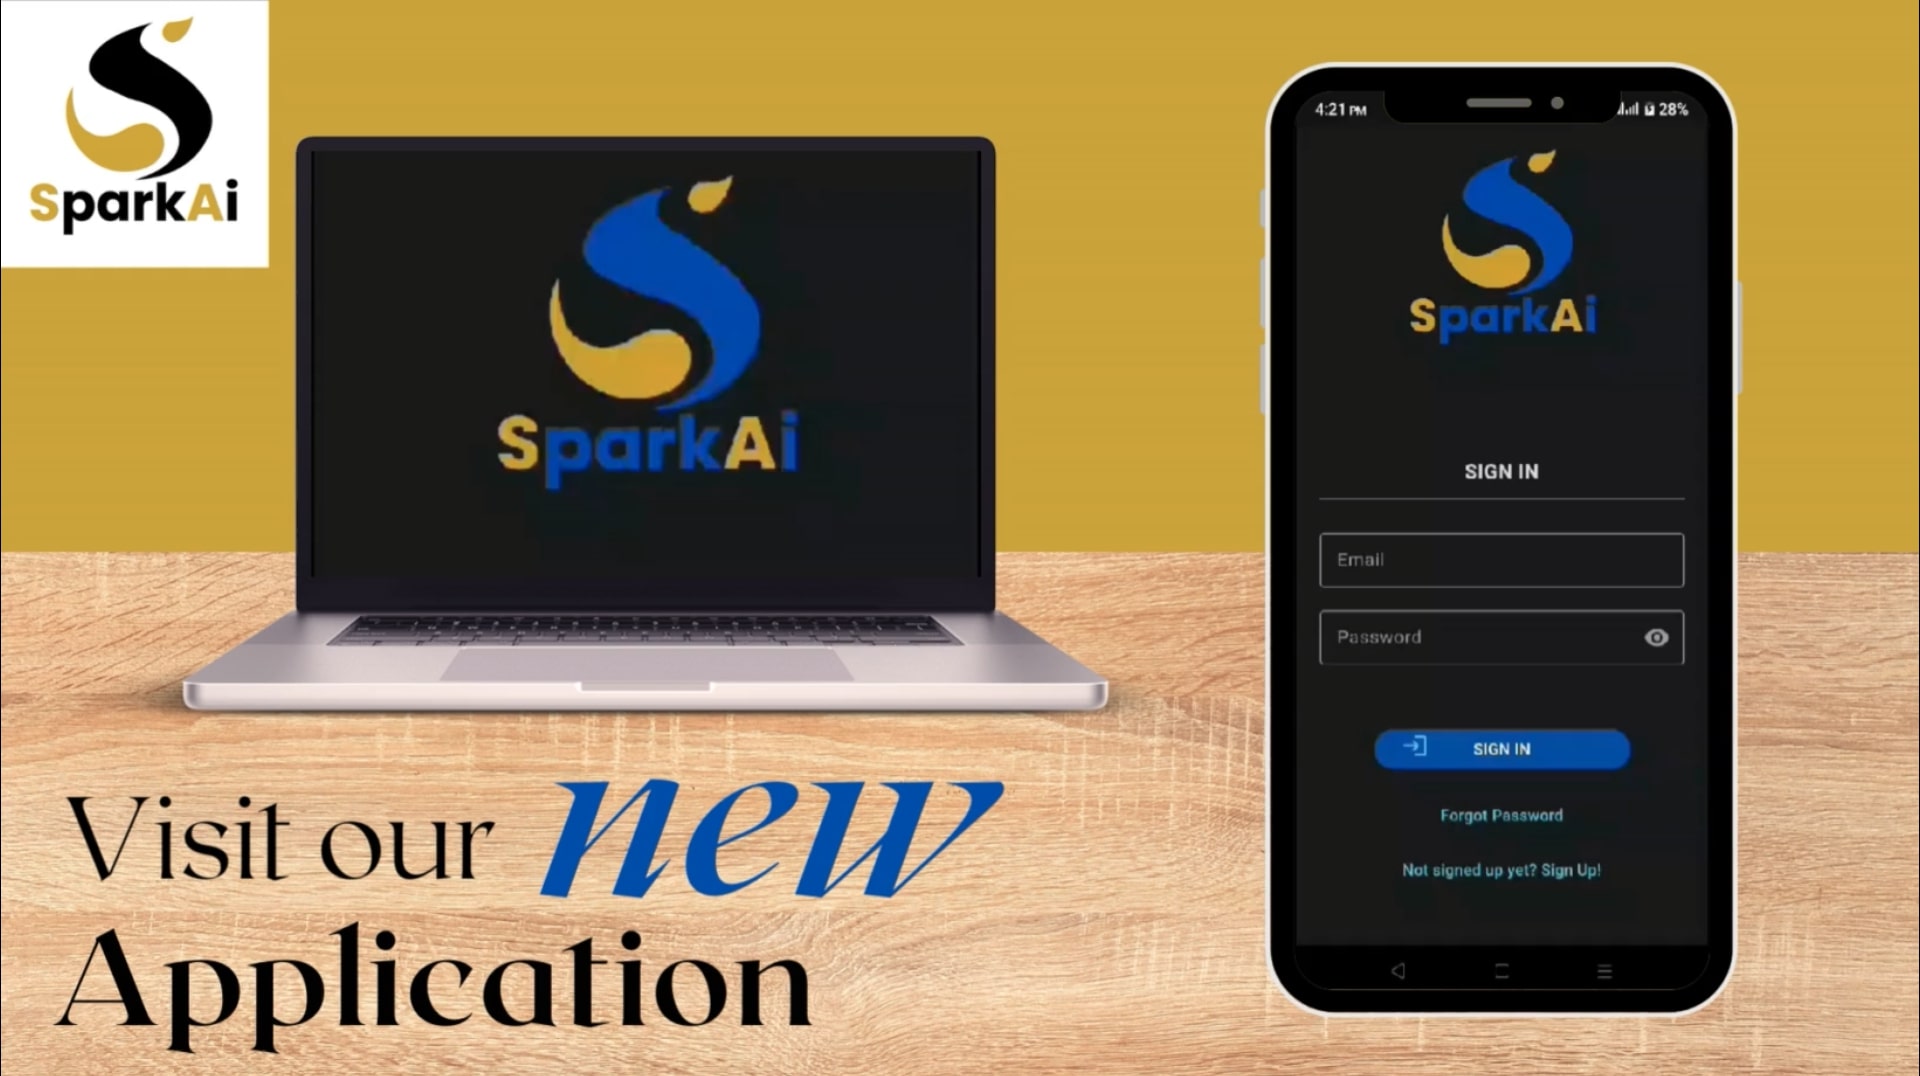 SparkAi
SparkAi
4:21 PM
28%
SparkAi
SIGN IN
Email
Password
SIGN IN
Forgot Password
Not signed up yet? Sign Up!
Visit our new
Application